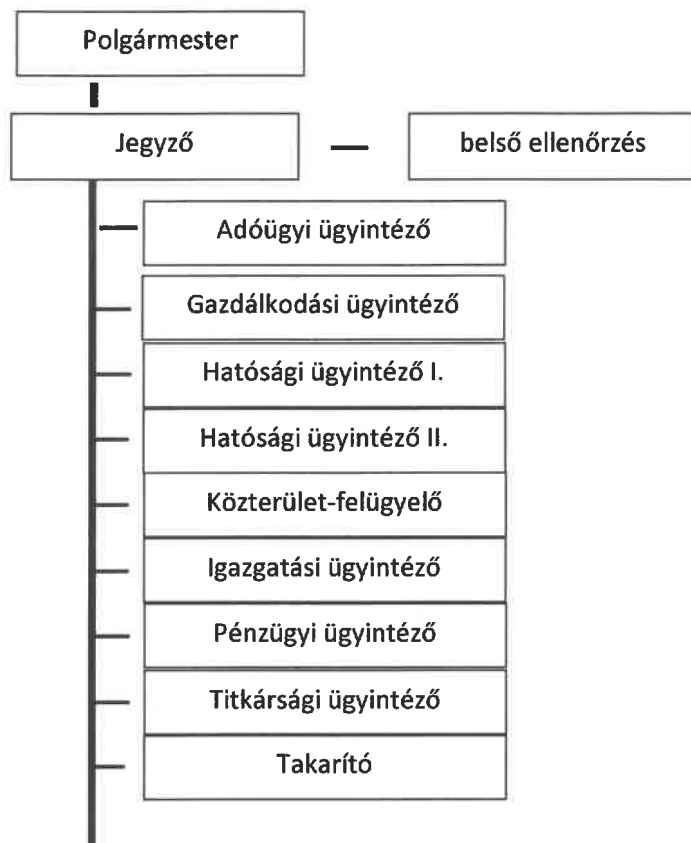 Polgármester
Jegyző
belső ellenőrzés
Adóügyi ügyintéző
Gazdálkodási ügyintéző
Hatósági ügyintéző I.
Hatósági ügyintéző II.
Közterület-felügyelő
Igazgatási ügyintéző
Pénzügyi ügyintéző
Titkársági ügyintéző
Takarító